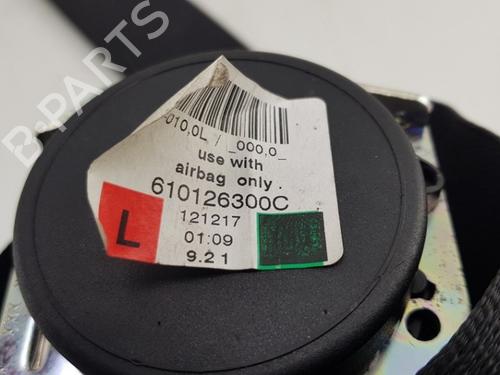 B-PARTS
-010,0L / _000,0_
use with
airbag only.
610126300C
121217
L
01:09
9.21